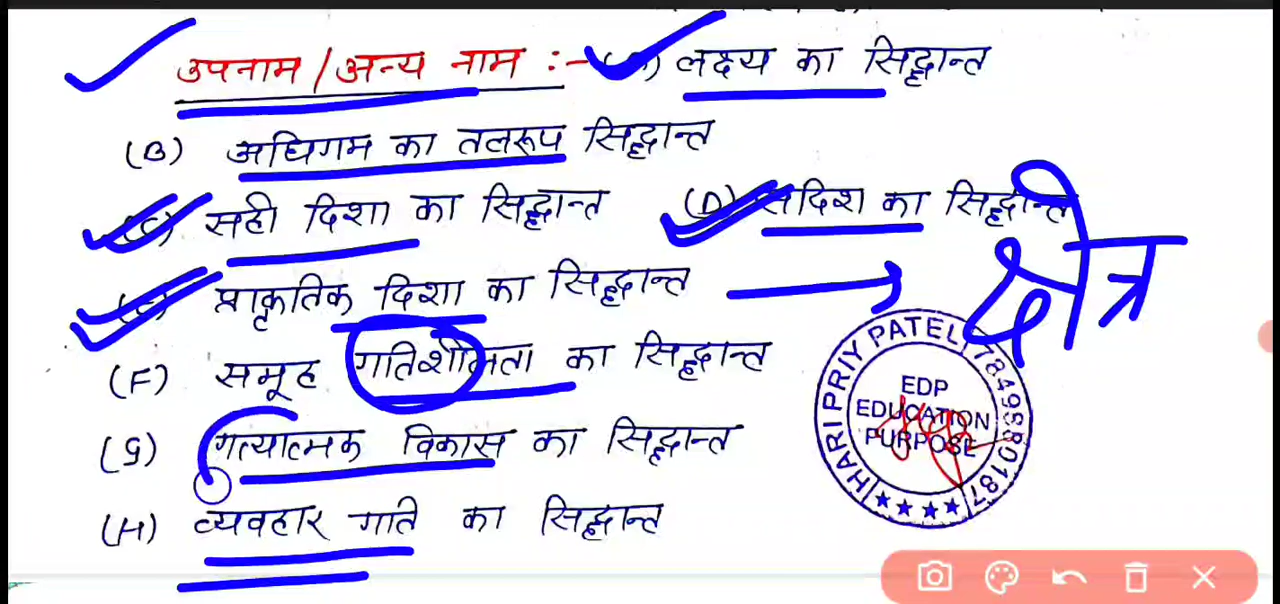 उपनाम/अन्य नाम :- (A) लक्ष्य का सिद्धान्त
(B) अधिगम का तलरूप सिद्धान्त
(C) सही दिशा का सिद्धान्त (D) सदिश का सिद्धान्त
(E) प्राकृतिक दिशा का सिद्धान्त
क्षेत्र
(F) समूह गतिशीलता का सिद्धान्त
(G) गत्यात्मक विकास का सिद्धान्त
(H) व्यवहार गति का सिद्धान्त
HARI PRIY PATEL 7849880187
EDP
EDUCATION
PURPOSE